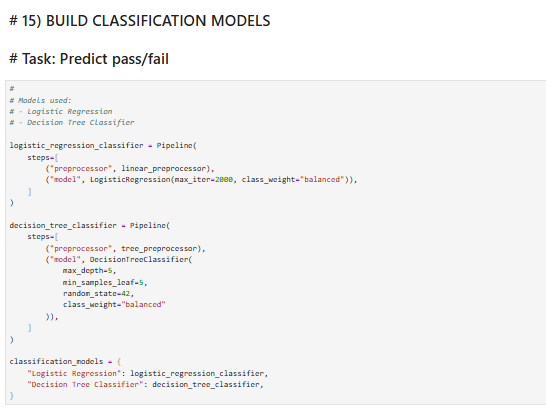 # 15) BUILD CLASSIFICATION MODELS
# Task: Predict pass/fail
#
# Models used:
# - Logistic Regression
# - Decision Tree Classifier
logistic_regression_classifier = Pipeline(
    steps=[
        ("preprocessor", linear_preprocessor),
        ("model", LogisticRegression(max_iter=2000, class_weight="balanced")),
    ]
)
decision_tree_classifier = Pipeline(
    steps=[
        ("preprocessor", tree_preprocessor),
        ("model", DecisionTreeClassifier(
            max_depth=5,
            min_samples_leaf=5,
            random_state=42,
            class_weight="balanced"
        )),
    ]
)
classification_models = {
    "Logistic Regression": logistic_regression_classifier,
    "Decision Tree Classifier": decision_tree_classifier,
}